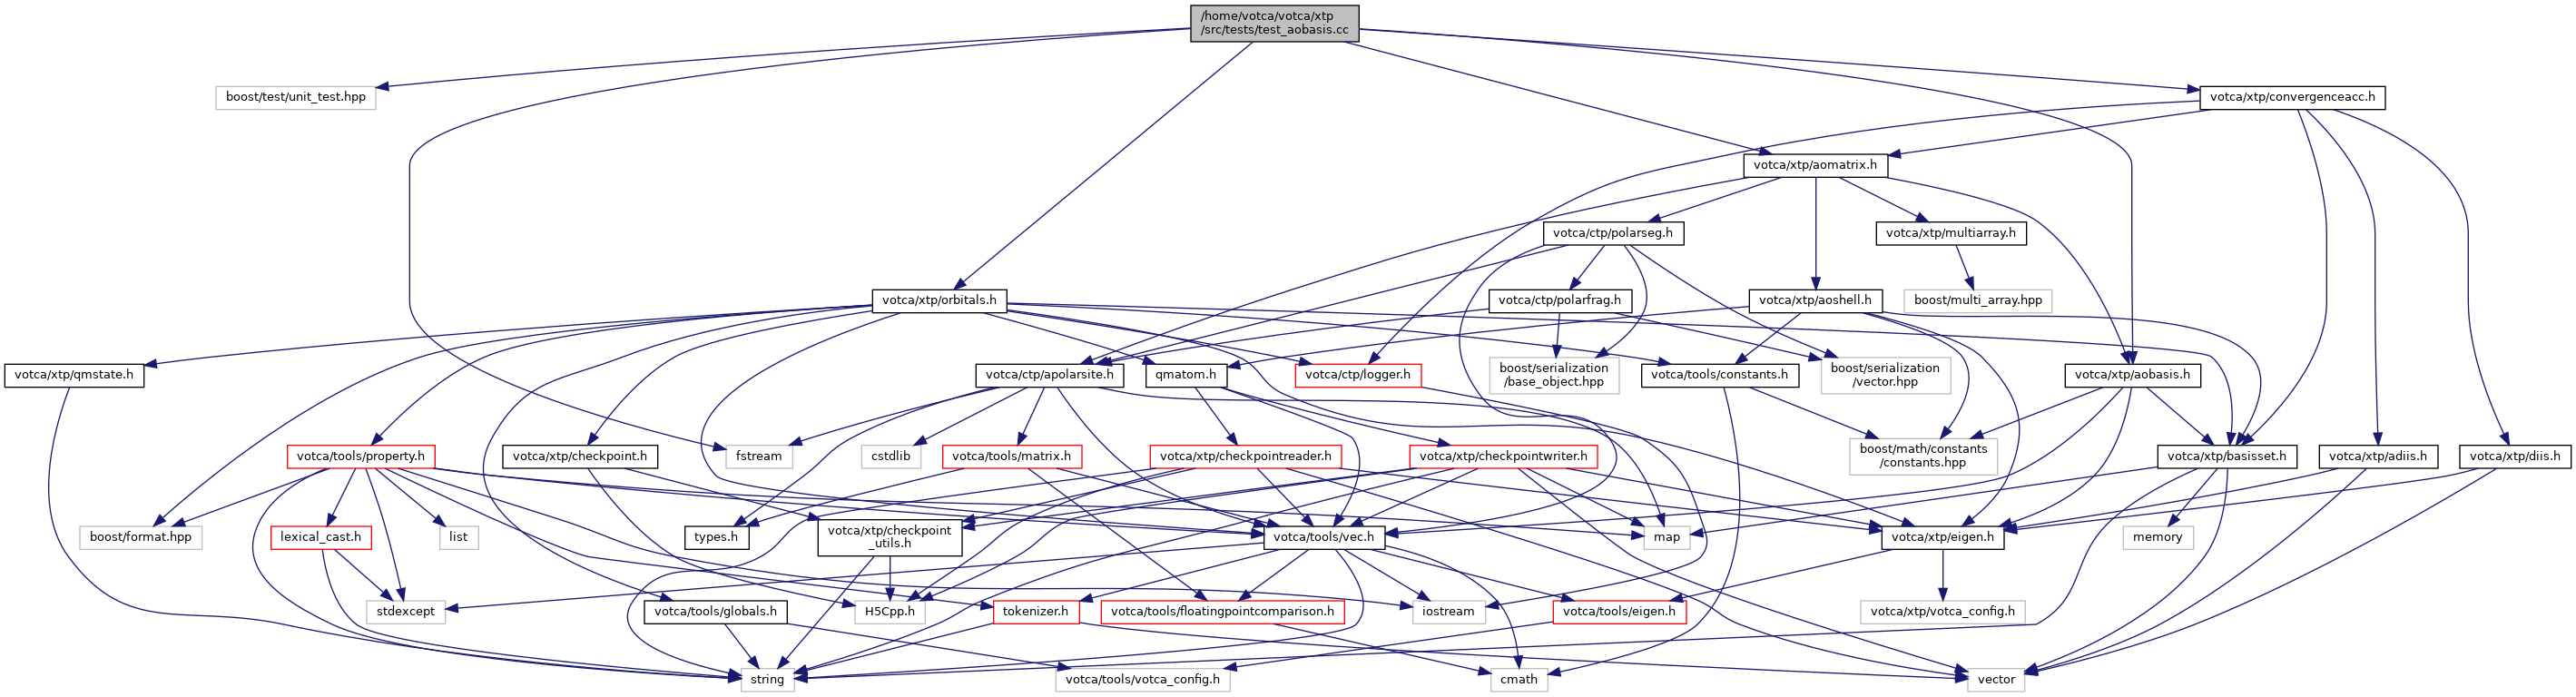 /home/votca/votca/xtp
/src/tests/test_aobasis.cc
boost/test/unit_test.hpp
votca/xtp/convergenceacc.h
votca/xtp/aomatrix.h
votca/ctp/polarseg.h
votca/xtp/multiarray.h
votca/xtp/orbitals.h
votca/ctp/polarfrag.h
votca/xtp/aoshell.h
boost/multi_array.hpp
votca/xtp/qmstate.h
votca/ctp/apolarsite.h
qmatom.h
votca/ctp/logger.h
boost/serialization
/base_object.hpp
votca/tools/constants.h
boost/serialization
/vector.hpp
votca/xtp/aobasis.h
votca/tools/property.h
votca/xtp/checkpoint.h
fstream
cstdlib
votca/tools/matrix.h
votca/xtp/checkpointreader.h
votca/xtp/checkpointwriter.h
boost/math/constants
/constants.hpp
votca/xtp/basisset.h
votca/xtp/adiis.h
votca/xtp/diis.h
boost/format.hpp
lexical_cast.h
list
types.h
votca/xtp/checkpoint
_utils.h
votca/tools/vec.h
map
votca/xtp/eigen.h
memory
stdexcept
votca/tools/globals.h
H5Cpp.h
tokenizer.h
votca/tools/floatingpointcomparison.h
iostream
votca/tools/eigen.h
votca/xtp/votca_config.h
string
votca/tools/votca_config.h
cmath
vector